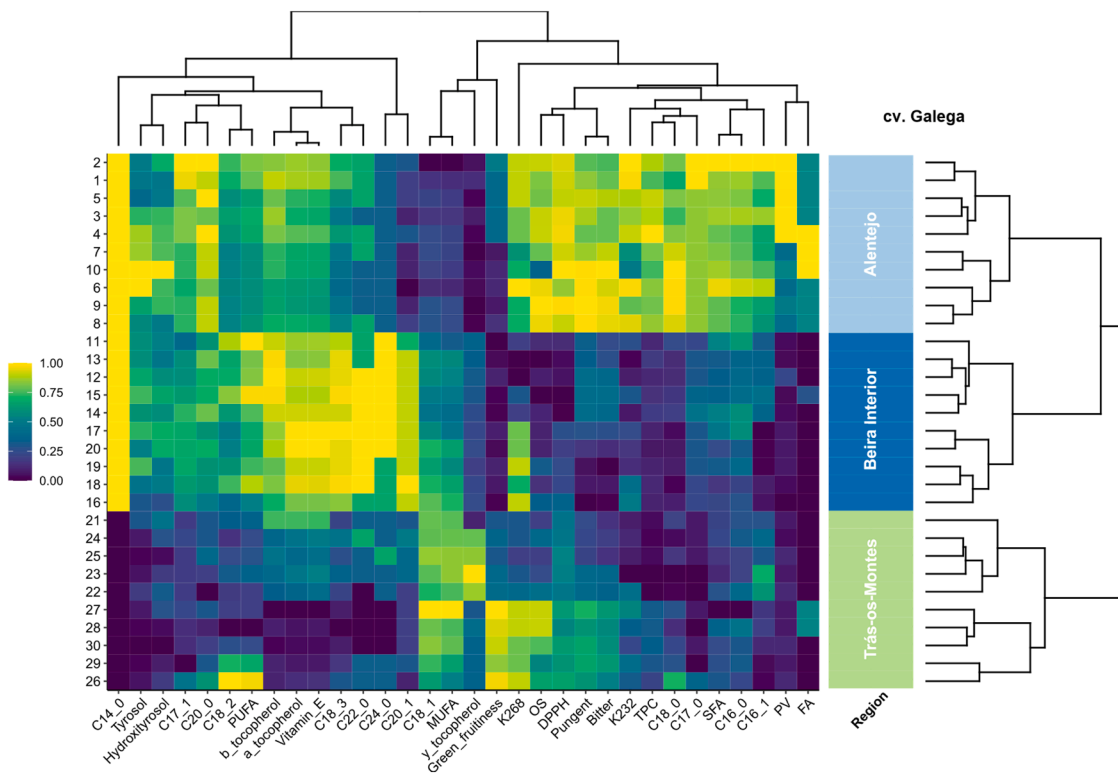 cv. Galega
2
1
5
3
4
7
10
6
9
8
11
13
12
15
14
17
20
19
18
16
21
24
25
23
22
27
28
30
29
26
Alentejo
Beira Interior
Trás-os-Montes
1.00
0.75
0.50
0.25
0.00
C14_0
Tyrosol
Hydroxityrosol
C17_1
C20_0
C18_2
PUFA
b_tocopherol
a_tocopherol
Vitamin_E
C18_3
C22_0
C24_0
C20_1
C18_1
MUFA
y_tocopherol
Green_fruitiness
K268
OS
DPPH
Pungent
Bitter
K232
TPC
C18_0
C17_0
SFA
C16_0
C16_1
PV
FA
Region